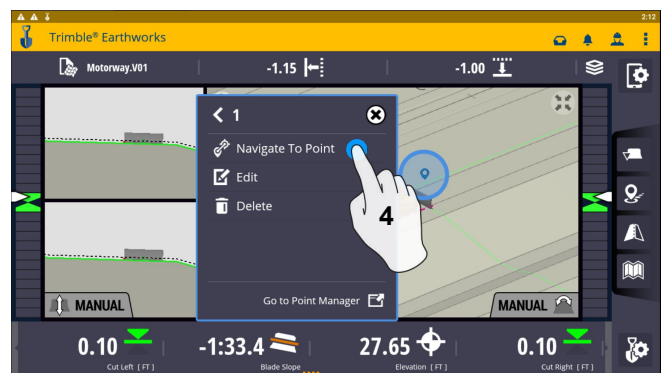 2:12
Trimble® Earthworks
Motorway.V01
-1.15
-1.00
1
Navigate To Point
Edit
Delete
4
Go to Point Manager
MANUAL
MANUAL
0.10
-1:33.4
27.65
0.10
Cut Left [ FT ]
Blade Slope
Elevation [ FT ]
Cut Right [ FT ]